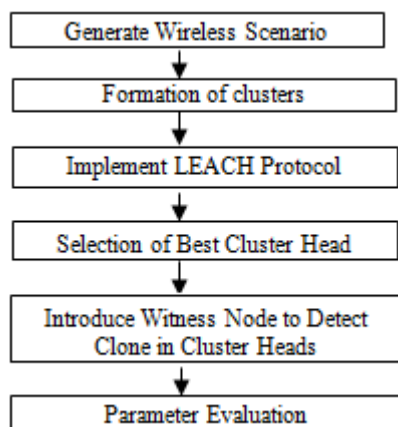 Generate Wireless Scenario
Formation of clusters
Implement LEACH Protocol
Selection of Best Cluster Head
Introduce Witness Node to Detect
Clone in Cluster Heads
Parameter Evaluation